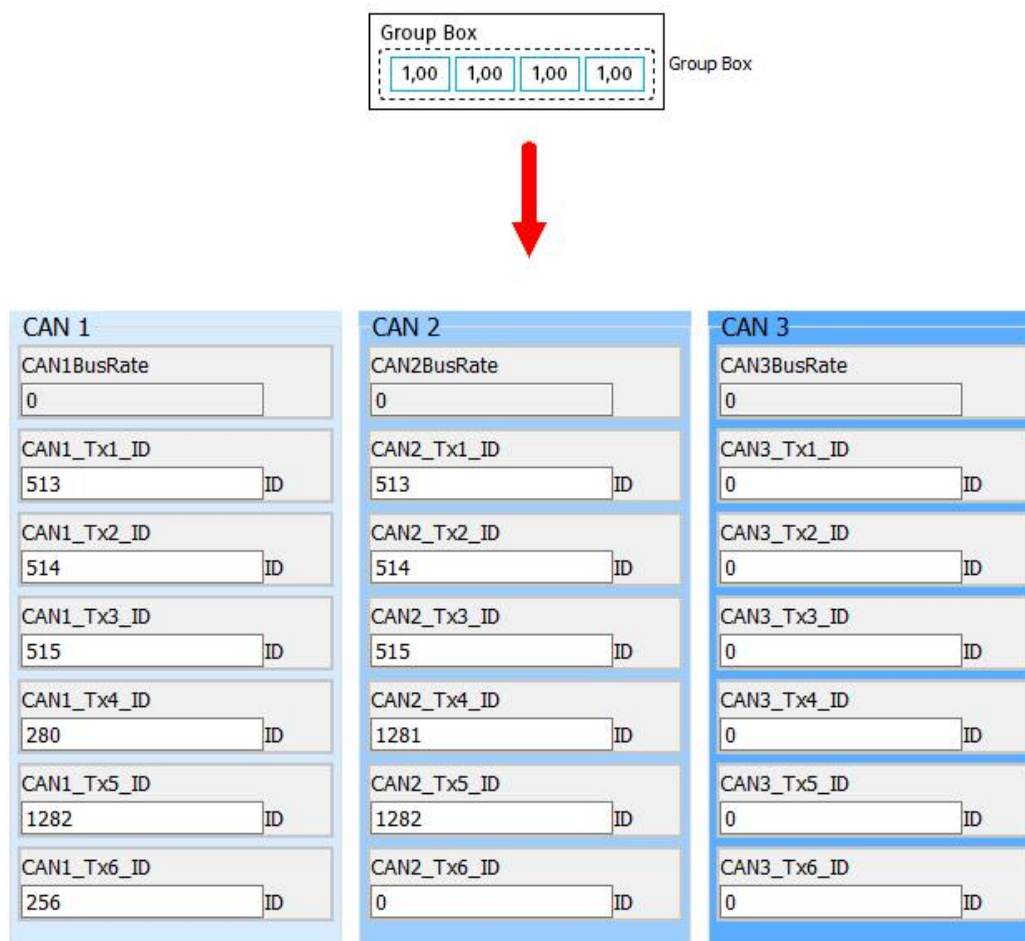 Group Box
1,00 1,00 1,00 1,00
Group Box
CAN 1
CAN1BusRate
0
CAN1_Tx1_ID
513 ID
CAN1_Tx2_ID
514 ID
CAN1_Tx3_ID
515 ID
CAN1_Tx4_ID
280 ID
CAN1_Tx5_ID
1282 ID
CAN1_Tx6_ID
256 ID
CAN 2
CAN2BusRate
0
CAN2_Tx1_ID
513 ID
CAN2_Tx2_ID
514 ID
CAN2_Tx3_ID
515 ID
CAN2_Tx4_ID
1281 ID
CAN2_Tx5_ID
1282 ID
CAN2_Tx6_ID
0 ID
CAN 3
CAN3BusRate
0
CAN3_Tx1_ID
0 ID
CAN3_Tx2_ID
0 ID
CAN3_Tx3_ID
0 ID
CAN3_Tx4_ID
0 ID
CAN3_Tx5_ID
0 ID
CAN3_Tx6_ID
0 ID